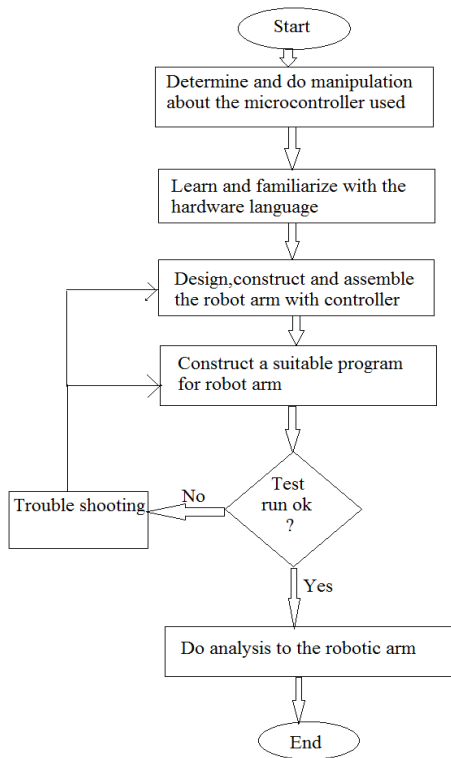 Start
Determine and do manipulation
about the microcontroller used
Learn and familiarize with the
hardware language
Design,construct and assemble
the robot arm with controller
Construct a suitable program
for robot arm
Test
run ok
?
No
Trouble shooting
Yes
Do analysis to the robotic arm
End